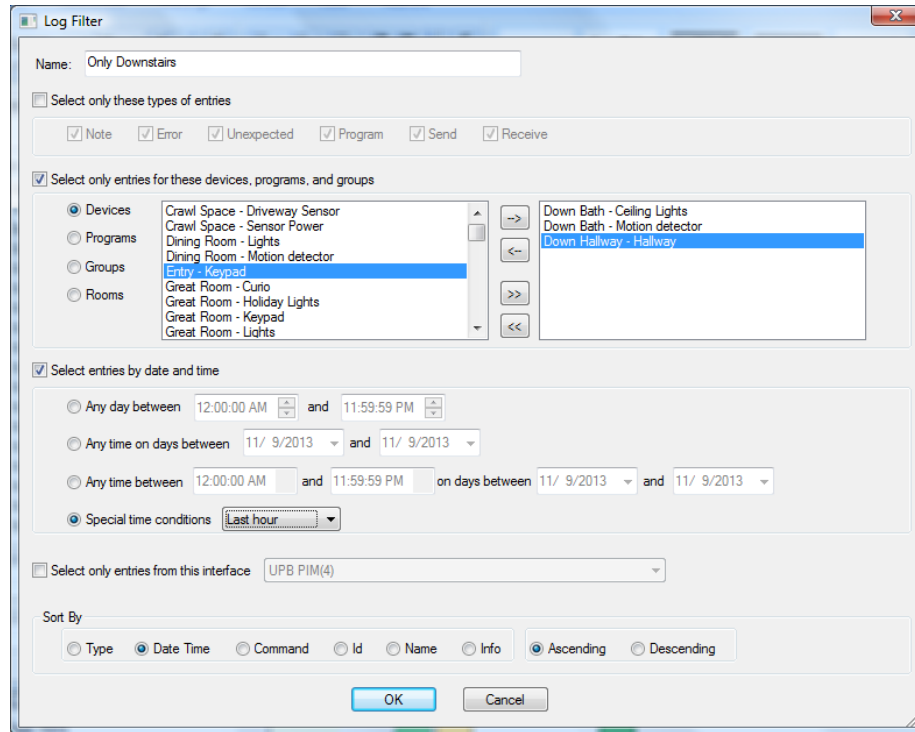 Log Filter
Name: Only Downstairs
Select only these types of entries
Note Error Unexpected Program Send Receive
Select only entries for these devices, programs, and groups
Devices
Programs
Groups
Rooms
Crawl Space - Driveway Sensor
Crawl Space - Sensor Power
Dining Room - Lights
Dining Room - Motion detector
Entry - Keypad
Great Room - Curio
Great Room - Holiday Lights
Great Room - Keypad
Great Room - Lights
-->
<--
>>
<<
Down Bath - Ceiling Lights
Down Bath - Motion detector
Down Hallway - Hallway
Select entries by date and time
Any day between 12:00:00 AM and 11:59:59 PM
Any time on days between 11/ 9/2013 and 11/ 9/2013
Any time between 12:00:00 AM and 11:59:59 PM on days between 11/ 9/2013 and 11/ 9/2013
Special time conditions Last hour
Select only entries from this interface UPB PIM(4)
Sort By
Type Date Time Command Id Name Info Ascending Descending
OK Cancel